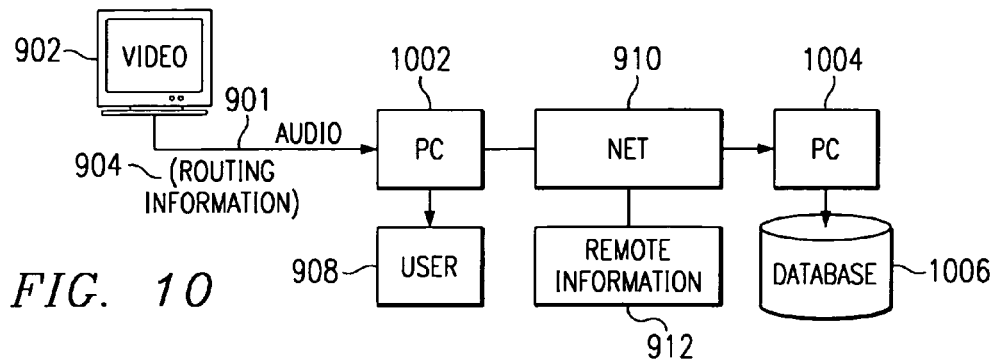 902
VIDEO
901
AUDIO
904
(ROUTING
INFORMATION)
1002
PC
908
USER
910
NET
REMOTE
INFORMATION
912
1004
PC
DATABASE
1006
FIG. 10